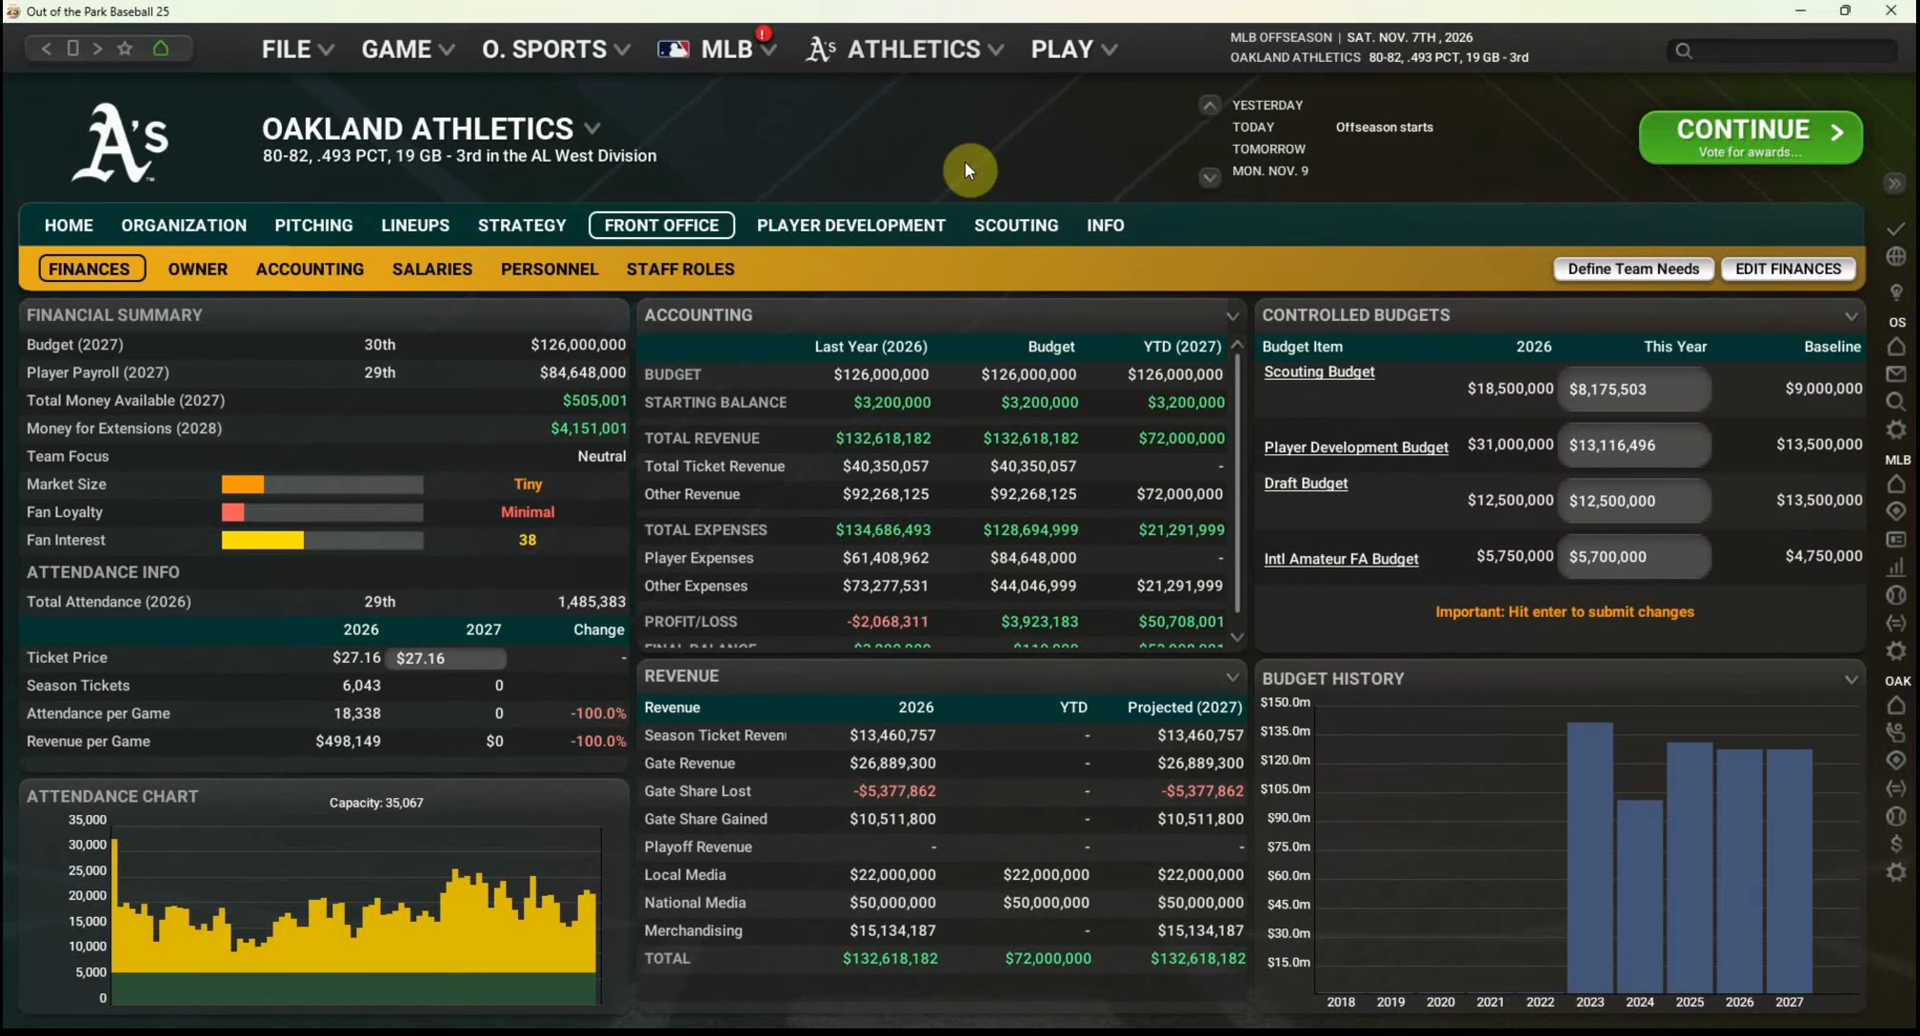 Out of the Park Baseball 25
FILE GAME O. SPORTS MLB ! A's ATHLETICS PLAY
MLB OFFSEASON | SAT. NOV. 7TH , 2026
OAKLAND ATHLETICS 80-82, .493 PCT, 19 GB - 3rd
A's
OAKLAND ATHLETICS
80-82, .493 PCT, 19 GB - 3rd in the AL West Division
YESTERDAY
TODAY Offseason starts
TOMORROW
MON. NOV. 9
CONTINUE
Vote for awards...
HOME ORGANIZATION PITCHING LINEUPS STRATEGY FRONT OFFICE PLAYER DEVELOPMENT SCOUTING INFO
FINANCES OWNER ACCOUNTING SALARIES PERSONNEL STAFF ROLES Define Team Needs EDIT FINANCES
FINANCIAL SUMMARY
Budget (2027) 30th $126,000,000
Player Payroll (2027) 29th $84,648,000
Total Money Available (2027) $505,001
Money for Extensions (2028) $4,151,001
Team Focus Neutral
Market Size Tiny
Fan Loyalty Minimal
Fan Interest 38
ATTENDANCE INFO
Total Attendance (2026) 29th 1,485,383
2026 2027 Change
Ticket Price $27.16 $27.16 -
Season Tickets 6,043 0
Attendance per Game 18,338 0 -100.0%
Revenue per Game $498,149 $0 -100.0%
ATTENDANCE CHART Capacity: 35,067
35,000
30,000
25,000
20,000
15,000
10,000
5,000
0
ACCOUNTING
Last Year (2026) Budget YTD (2027)
BUDGET $126,000,000 $126,000,000 $126,000,000
STARTING BALANCE $3,200,000 $3,200,000 $3,200,000
TOTAL REVENUE $132,618,182 $132,618,182 $72,000,000
Total Ticket Revenue $40,350,057 $40,350,057 -
Other Revenue $92,268,125 $92,268,125 $72,000,000
TOTAL EXPENSES $134,686,493 $128,694,999 $21,291,999
Player Expenses $61,408,962 $84,648,000 -
Other Expenses $73,277,531 $44,046,999 $21,291,999
PROFIT/LOSS -$2,068,311 $3,923,183 $50,708,001
REVENUE
Revenue 2026 YTD Projected (2027)
Season Ticket Reven $13,460,757 - $13,460,757
Gate Revenue $26,889,300 - $26,889,300
Gate Share Lost -$5,377,862 - -$5,377,862
Gate Share Gained $10,511,800 - $10,511,800
Playoff Revenue - - -
Local Media $22,000,000 $22,000,000 $22,000,000
National Media $50,000,000 $50,000,000 $50,000,000
Merchandising $15,134,187 - $15,134,187
TOTAL $132,618,182 $72,000,000 $132,618,182
CONTROLLED BUDGETS
Budget Item 2026 This Year Baseline
Scouting Budget $18,500,000 $8,175,503 $9,000,000
Player Development Budget $31,000,000 $13,116,496 $13,500,000
Draft Budget $12,500,000 $12,500,000 $13,500,000
Intl Amateur FA Budget $5,750,000 $5,700,000 $4,750,000
Important: Hit enter to submit changes
BUDGET HISTORY
$150.0m
$135.0m
$120.0m
$105.0m
$90.0m
$75.0m
$60.0m
$45.0m
$30.0m
$15.0m
2018 2019 2020 2021 2022 2023 2024 2025 2026 2027
OS
MLB
OAK